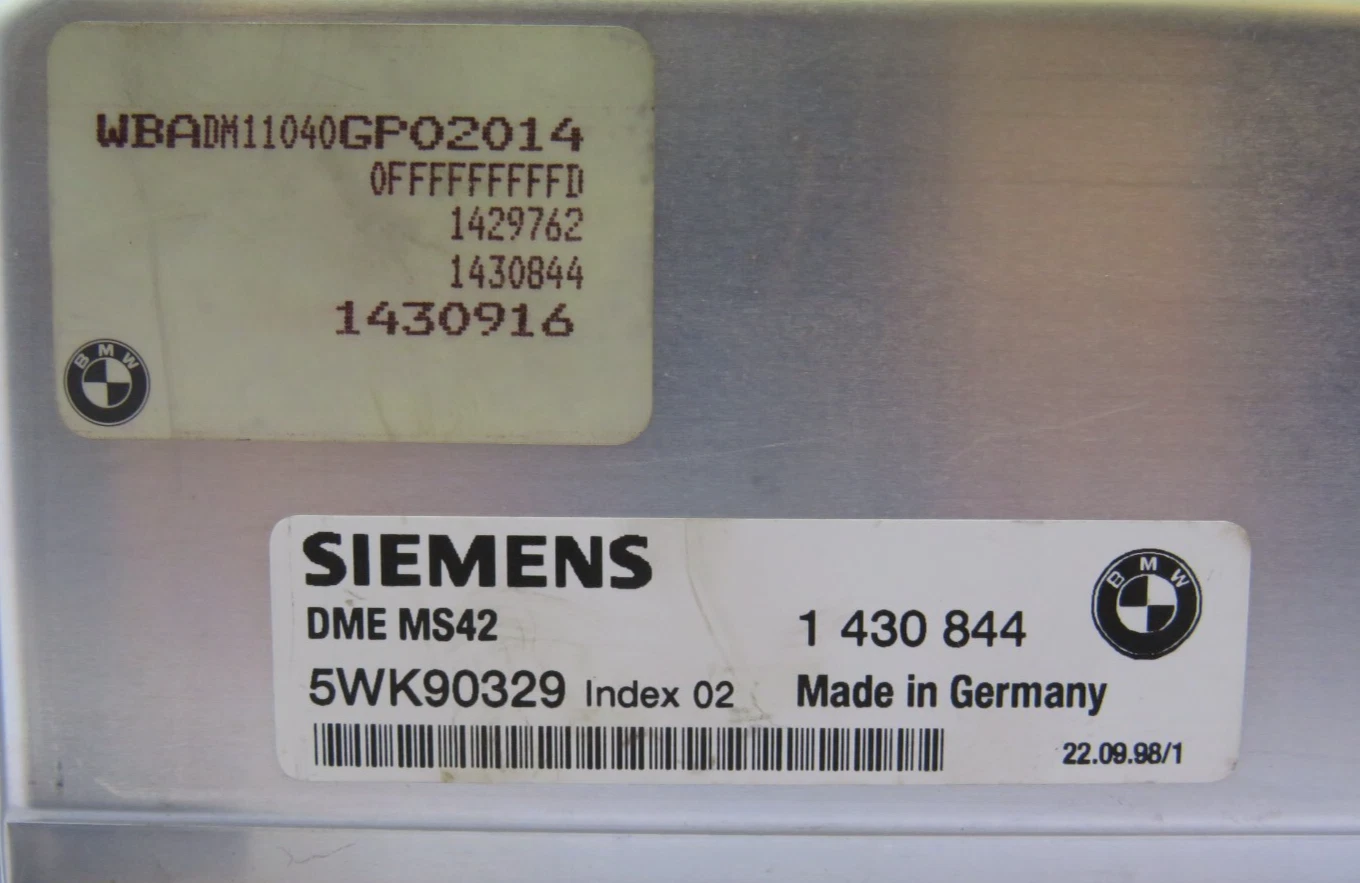 WBADM11040GP02014
0FFFFFFFFFD
1429762
1430844
1430916
BMW
SIEMENS
DME MS42
1 430 844
BMW
5WK90329 Index 02
Made in Germany
22.09.98/1